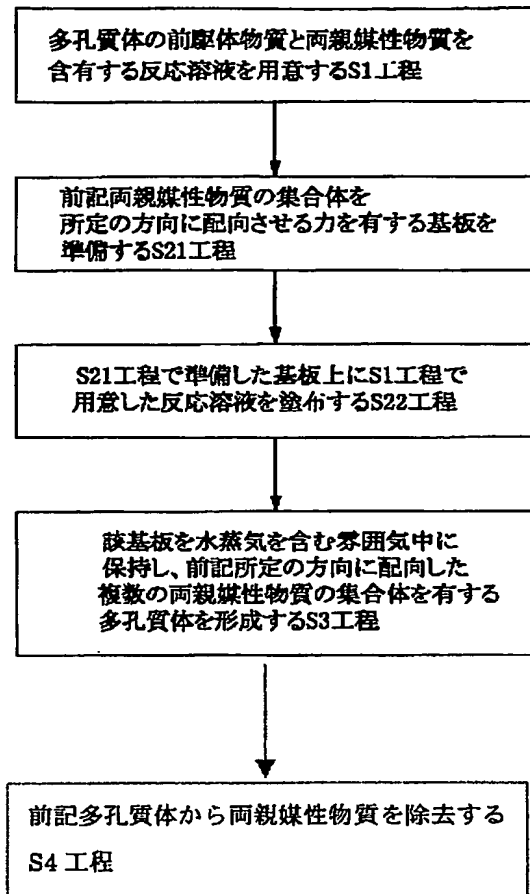 多孔質体の前駆体物質と両親媒性物質を
含有する反応溶液を用意するS1工程
前記両親媒性物質の集合体を
所定の方向に配向させる力を有する基板を
準備するS21工程
S21工程で準備した基板上にS1工程で
用意した反応溶液を塗布するS22工程
該基板を水蒸気を含む雰囲気中に
保持し、前記所定の方向に配向した
複数の両親媒性物質の集合体を有する
多孔質体を形成するS3工程
前記多孔質体から両親媒性物質を除去する
S4 工程